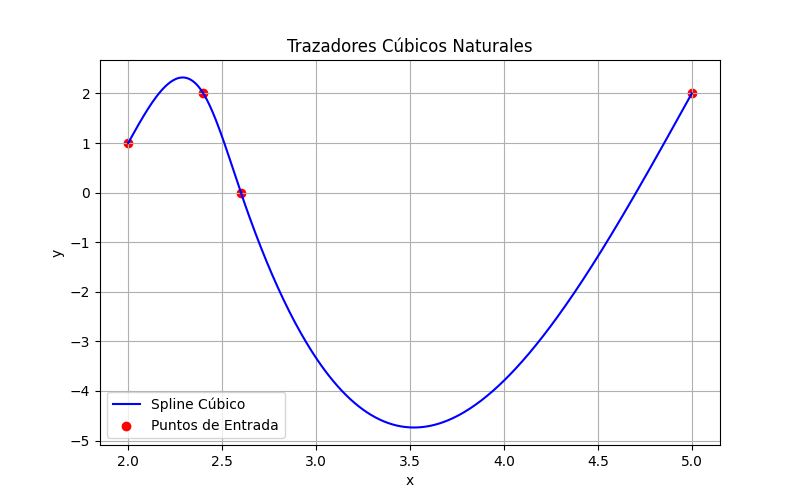 Trazadores Cúbicos Naturales
2
1
0
−1
−2
−3
−4
−5
y
Spline Cúbico
Puntos de Entrada
2.0 2.5 3.0 3.5 4.0 4.5 5.0
x